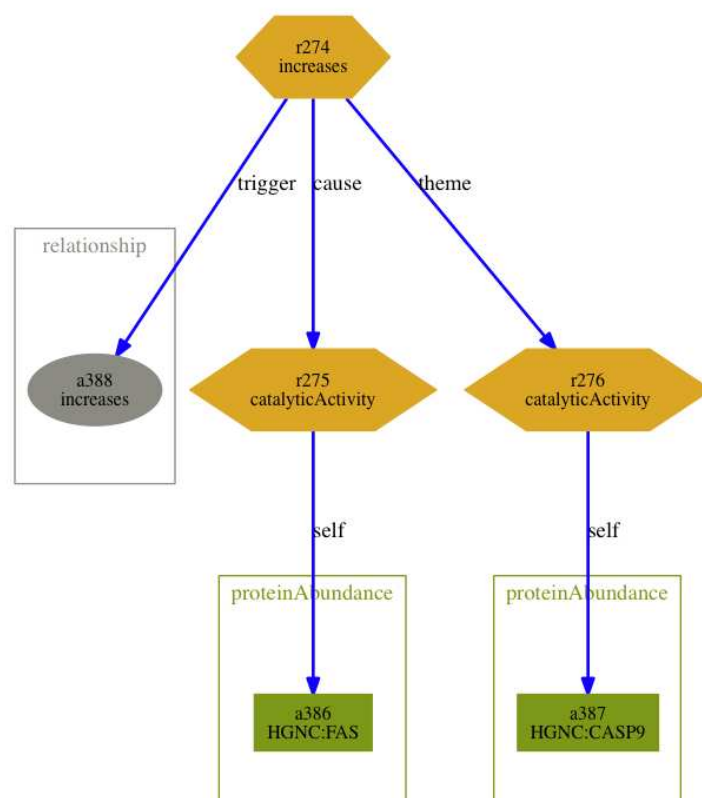 r274
increases
trigger
cause
theme
relationship
a388
increases
r275
catalyticActivity
r276
catalyticActivity
self
self
proteinAbundance
proteinAbundance
a386
HGNC:FAS
a387
HGNC:CASP9